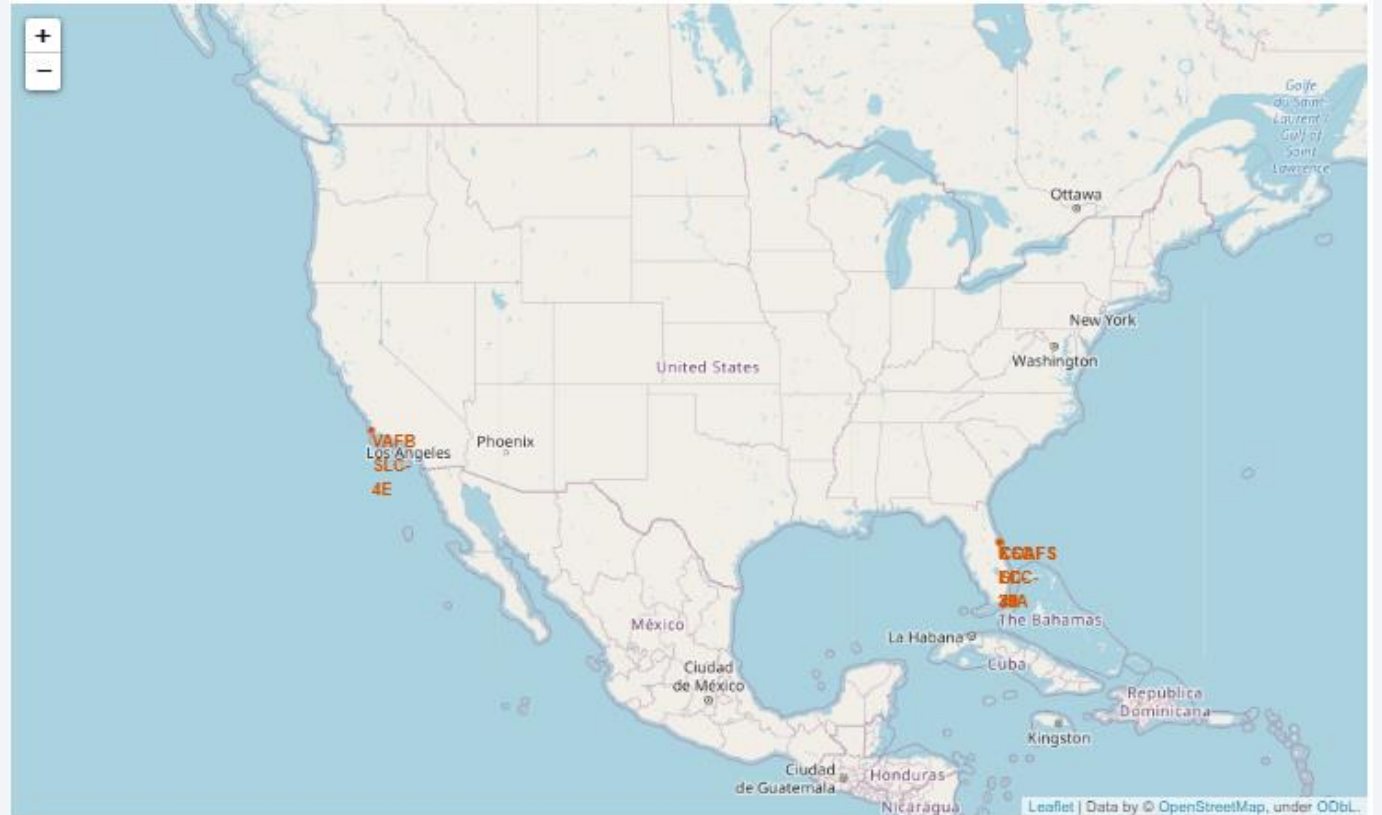 +
−
Golfe
du Saint-
Laurent /
Gulf of
Saint
Lawrence
Ottawa
New York
Washington
United States
VAFB
Los Angeles
SLC-
4E
Phoenix
The Bahamas
La Habana
México
Cuba
Ciudad
de México
República
Dominicana
Kingston
Ciudad
de Guatemala
Honduras
Nicaragua
Leaflet | Data by © OpenStreetMap, under ODbL.